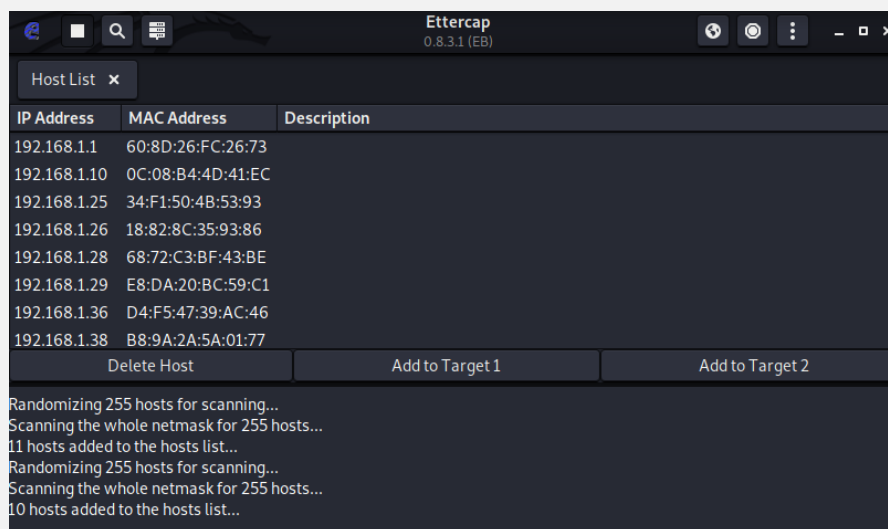 Ettercap
0.8.3.1 (EB)
Host List ×
IP Address MAC Address Description
192.168.1.1 60:8D:26:FC:26:73
192.168.1.10 0C:08:B4:4D:41:EC
192.168.1.25 34:F1:50:4B:53:93
192.168.1.26 18:82:8C:35:93:86
192.168.1.28 68:72:C3:BF:43:BE
192.168.1.29 E8:DA:20:BC:59:C1
192.168.1.36 D4:F5:47:39:AC:46
192.168.1.38 B8:9A:2A:5A:01:77
Delete Host Add to Target 1 Add to Target 2
Randomizing 255 hosts for scanning...
Scanning the whole netmask for 255 hosts...
11 hosts added to the hosts list...
Randomizing 255 hosts for scanning...
Scanning the whole netmask for 255 hosts...
10 hosts added to the hosts list...